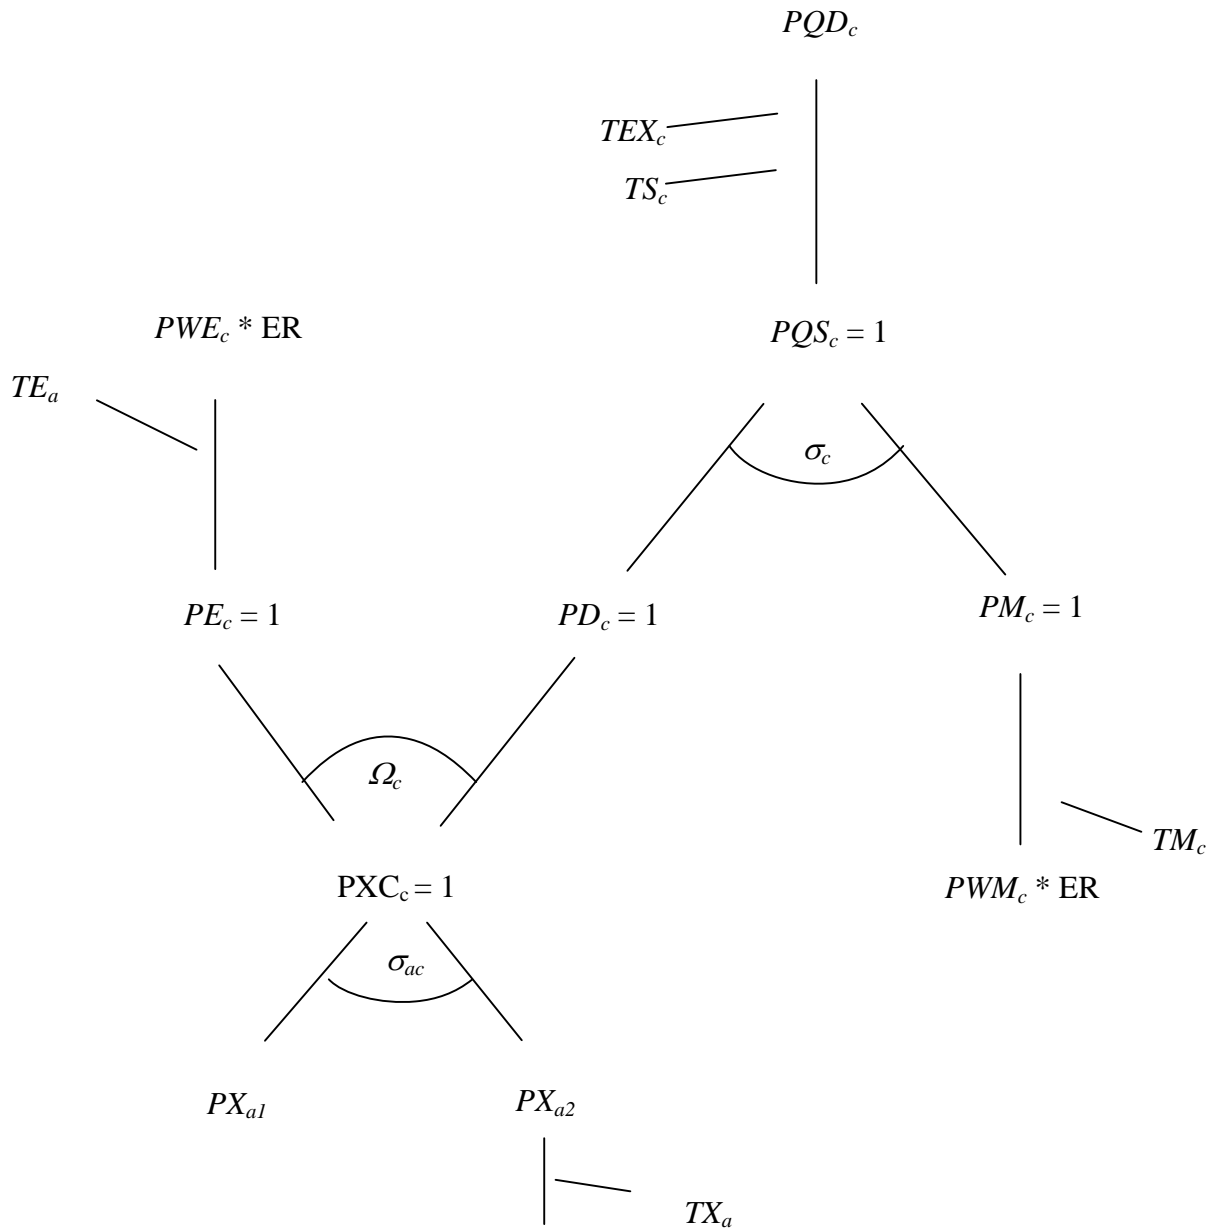 PQD_c
TEX_c
TS_c
PWE_c * ER
PQS_c = 1
TE_a
σ_c
PE_c = 1
PD_c = 1
PM_c = 1
Ω_c
TM_c
PXC_c = 1
PWM_c * ER
σ_ac
PX_a1
PX_a2
TX_a